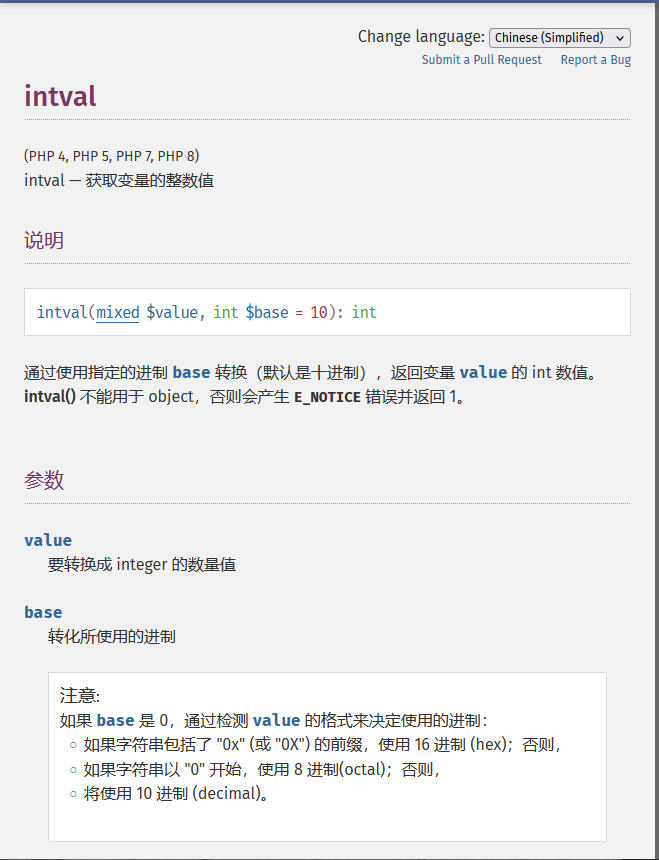 Change language: Chinese (Simplified)
Submit a Pull Request Report a Bug
intval
(PHP 4, PHP 5, PHP 7, PHP 8)
intval — 获取变量的整数值
说明
intval(mixed $value, int $base = 10): int
通过使用指定的进制 base 转换（默认是十进制），返回变量 value 的 int 数值。
intval() 不能用于 object，否则会产生 E_NOTICE 错误并返回 1。
参数
value
要转换成 integer 的数量值
base
转化所使用的进制
注意:
如果 base 是 0，通过检测 value 的格式来决定使用的进制：
○ 如果字符串包括了 "0x" (或 "0X") 的前缀，使用 16 进制 (hex)；否则，
○ 如果字符串以 "0" 开始，使用 8 进制(octal)；否则，
○ 将使用 10 进制 (decimal)。